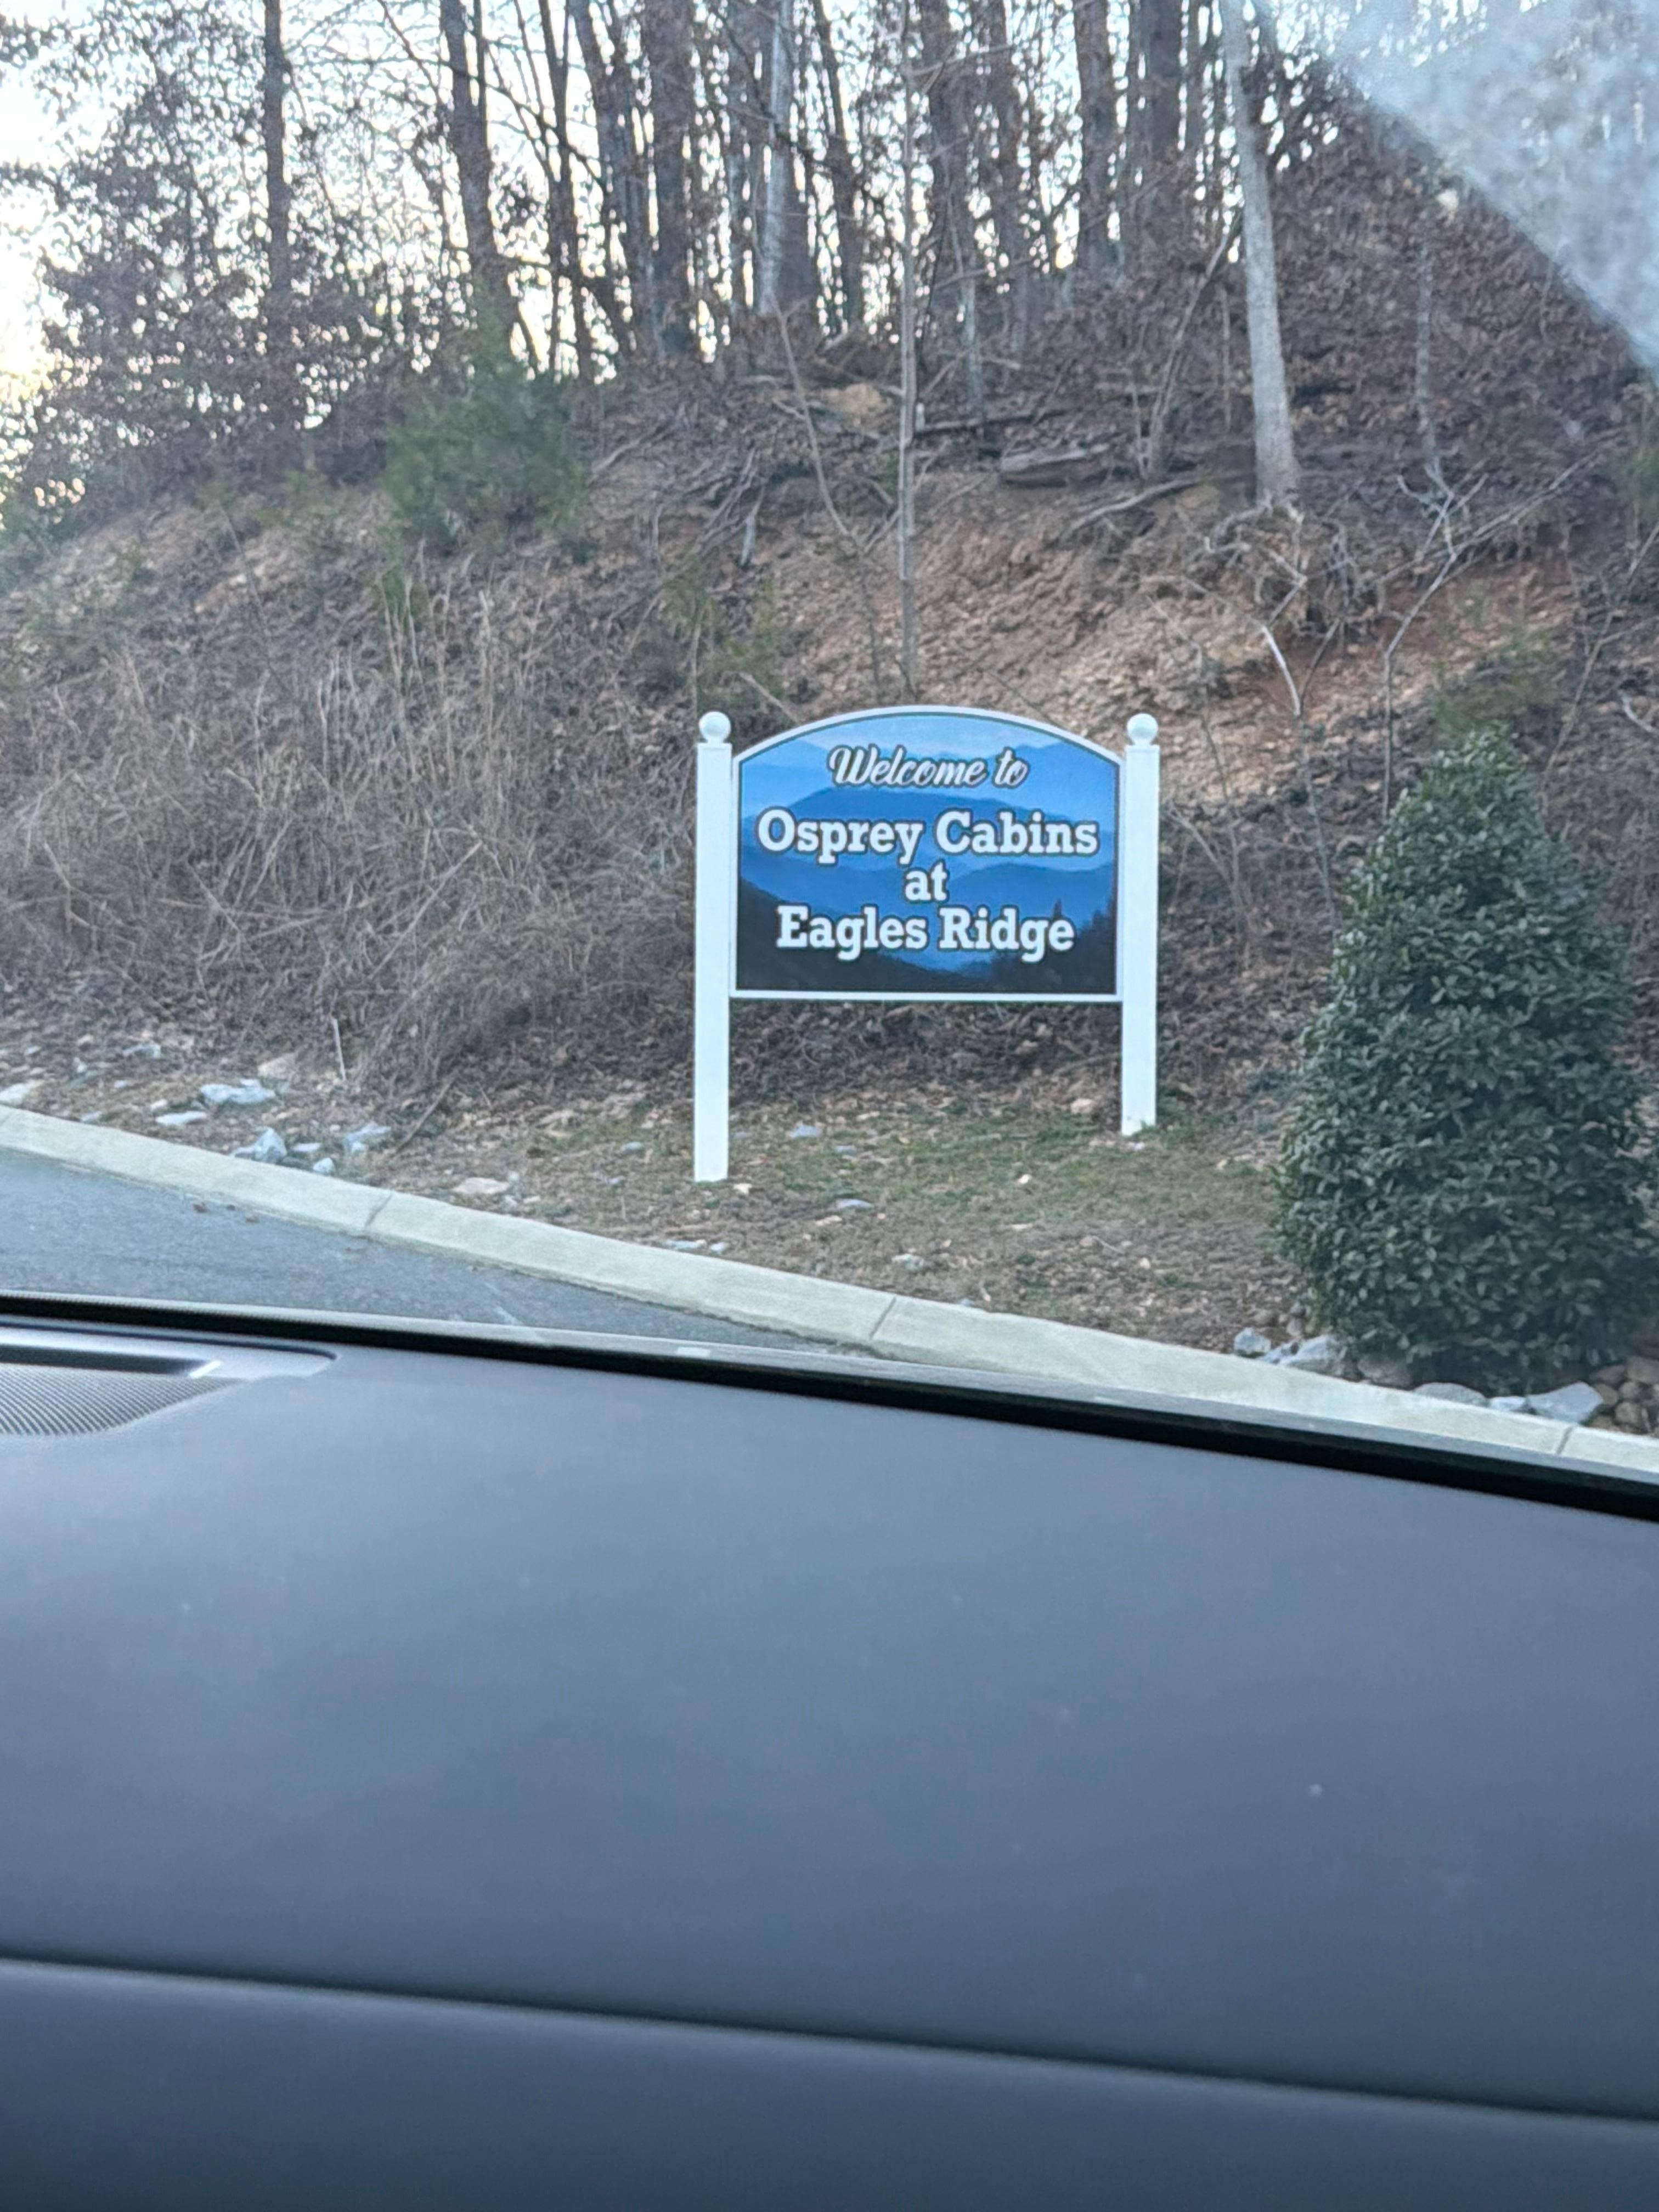 Welcome to
Osprey Cabins
at
Eagles Ridge